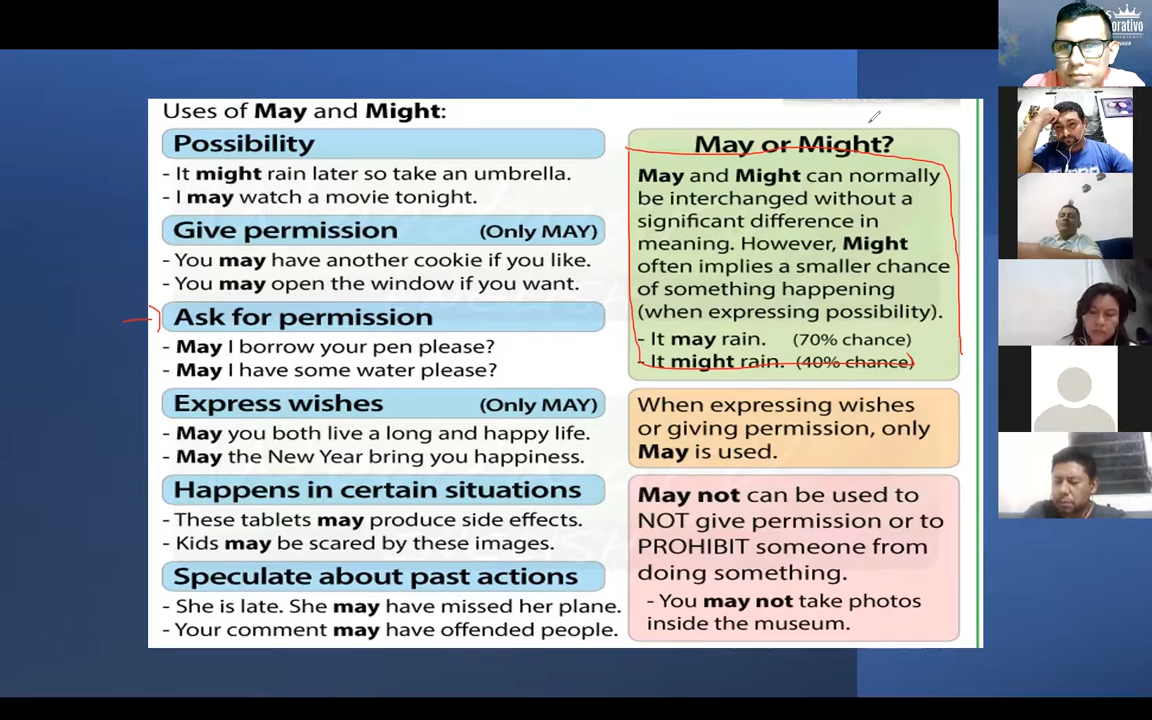 Uses of May and Might:
Possibility
- It might rain later so take an umbrella.
- I may watch a movie tonight.
Give permission (Only MAY)
- You may have another cookie if you like.
- You may open the window if you want.
Ask for permission
- May I borrow your pen please?
- May I have some water please?
Express wishes (Only MAY)
- May you both live a long and happy life.
- May the New Year bring you happiness.
Happens in certain situations
- These tablets may produce side effects.
- Kids may be scared by these images.
Speculate about past actions
- She is late. She may have missed her plane.
- Your comment may have offended people.
May or Might?
May and Might can normally
be interchanged without a
significant difference in
meaning. However, Might
often implies a smaller chance
of something happening
(when expressing possibility).
- It may rain. (70% chance)
- It might rain. (40% chance)
When expressing wishes
or giving permission, only
May is used.
May not can be used to
NOT give permission or to
PROHIBIT someone from
doing something.
- You may not take photos
inside the museum.